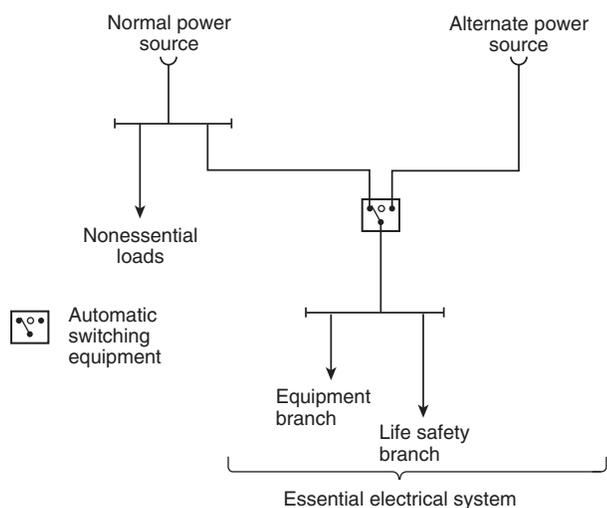 Normal power
source
Alternate power
source
Nonessential
loads
Automatic
switching
equipment
Equipment
branch
Life safety
branch
Essential electrical system